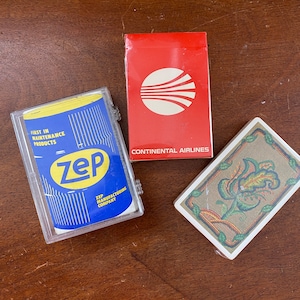 FIRST IN
MAINTENANCE
PRODUCTS
zep
ZEP
MANUFACTURING
COMPANY
CONTINENTAL AIRLINES